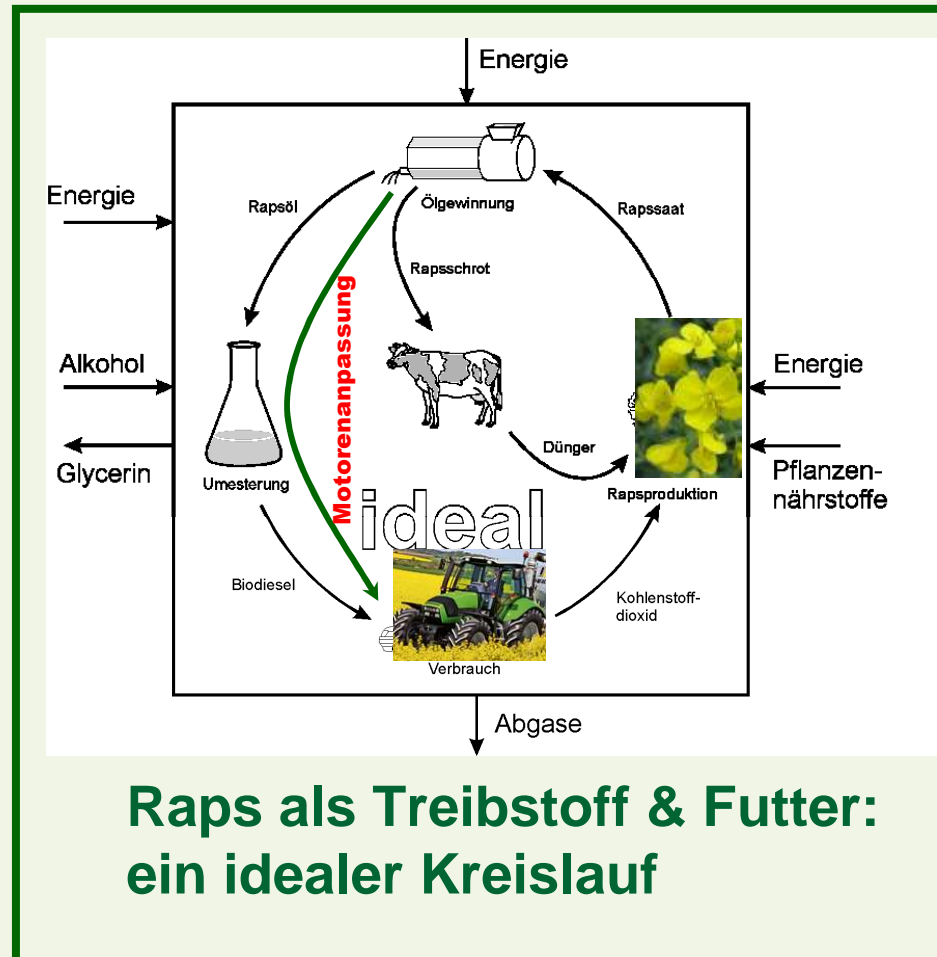 Energie
Energie
Rapsöl
Ölgewinnung
Rapssaat
Rapsschrot
Motorenanpassung
Alkohol
Energie
Glycerin
Umesterung
Dünger
Rapsproduktion
Pflanzen-
nährstoffe
ideal
Biodiesel
Kohlenstoff-
dioxid
Verbrauch
Abgase
Raps als Treibstoff & Futter:
ein idealer Kreislauf